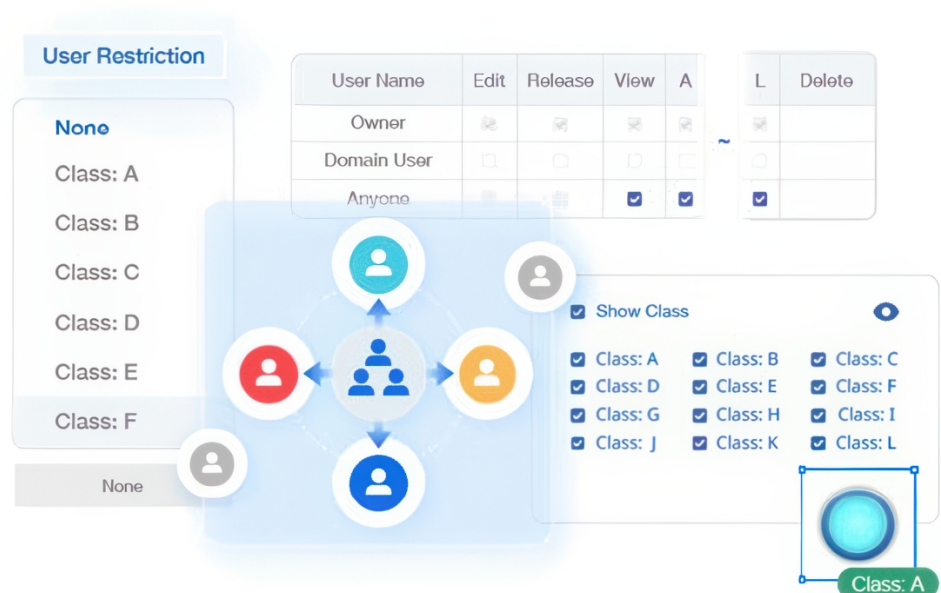 User Restriction
None
Class: A
Class: B
Class: C
Class: D
Class: E
Class: F
None
User Name Edit Release View A L Delete
Owner
Domain User
~
Anyone
Show Class
Class: A Class: B Class: C
Class: D Class: E Class: F
Class: G Class: H Class: I
Class: J Class: K Class: L
Class: A